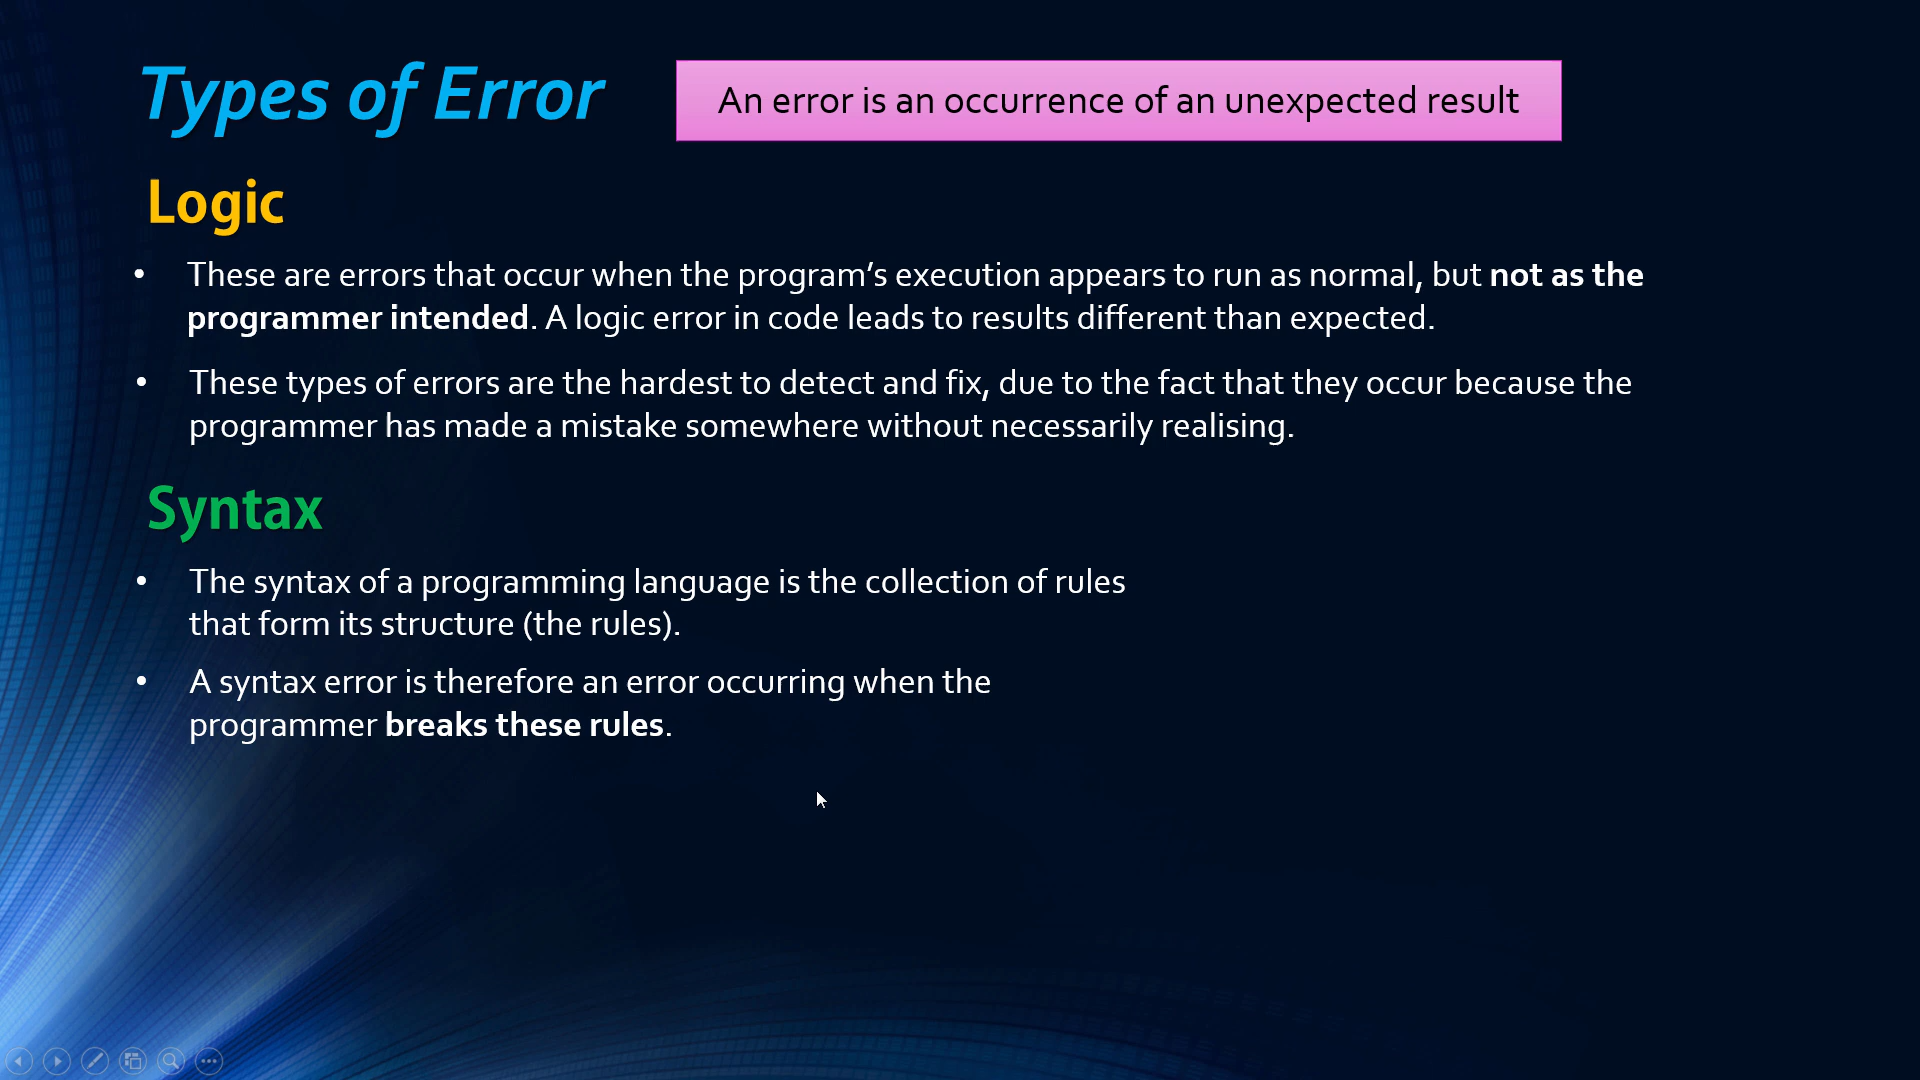 Types of Error
An error is an occurrence of an unexpected result
Logic
• These are errors that occur when the program’s execution appears to run as normal, but not as the
programmer intended. A logic error in code leads to results different than expected.
• These types of errors are the hardest to detect and fix, due to the fact that they occur because the
programmer has made a mistake somewhere without necessarily realising.
Syntax
• The syntax of a programming language is the collection of rules
that form its structure (the rules).
• A syntax error is therefore an error occurring when the
programmer breaks these rules.